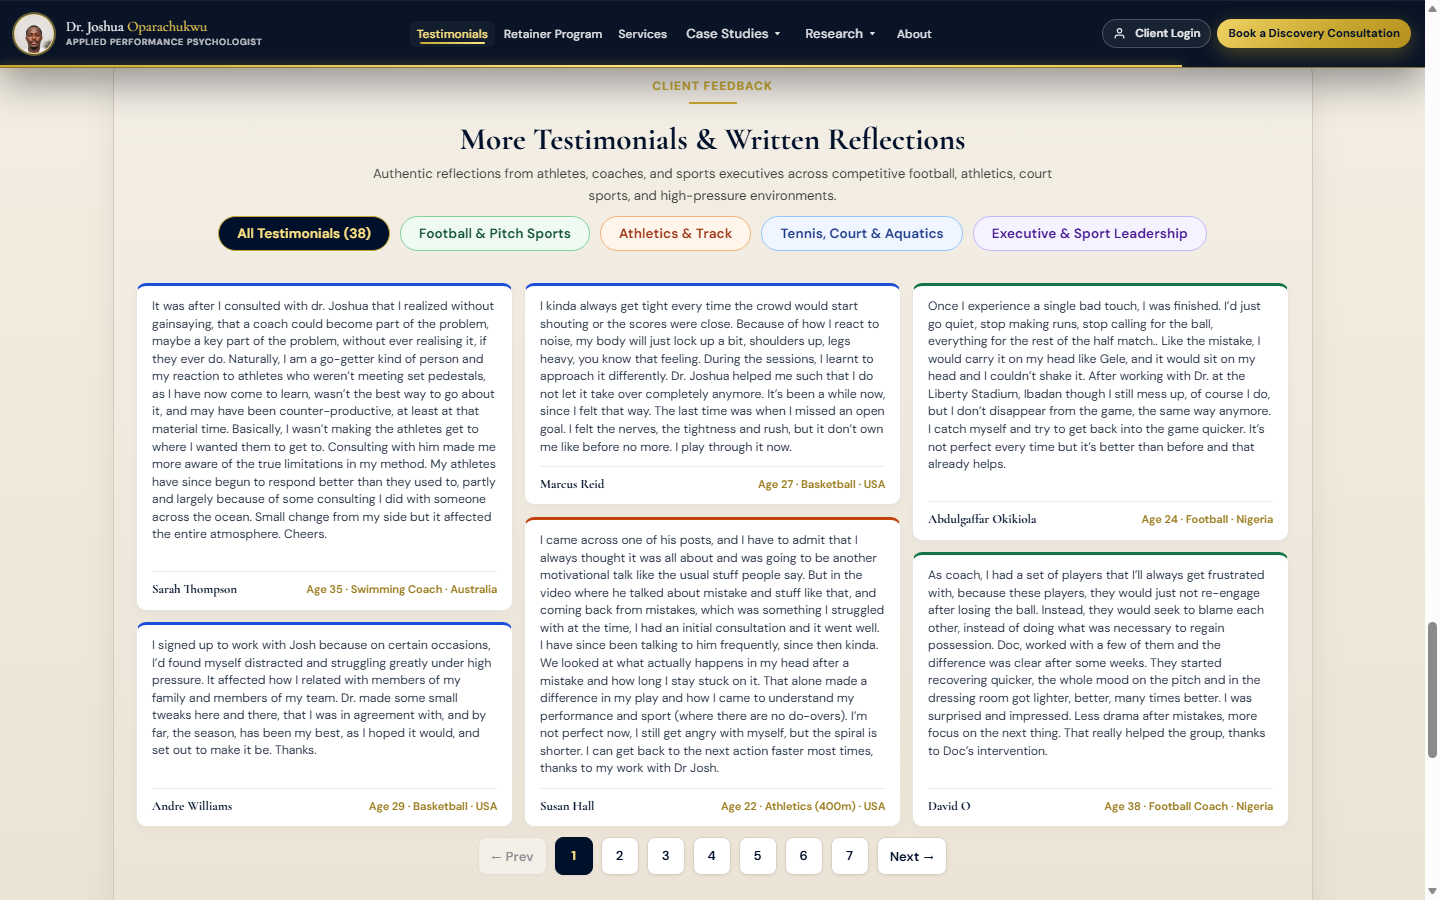 Dr. Joshua Oparachukwu
APPLIED PERFORMANCE PSYCHOLOGIST
Testimonials
Retainer Program
Services
Case Studies
Research
About
Client Login
Book a Discovery Consultation
CLIENT FEEDBACK
More Testimonials & Written Reflections
Authentic reflections from athletes, coaches, and sports executives across competitive football, athletics, court
sports, and high-pressure environments.
All Testimonials (38)
Football & Pitch Sports
Athletics & Track
Tennis, Court & Aquatics
Executive & Sport Leadership
It was after I consulted with dr. Joshua that I realized without
gainsaying, that a coach could become part of the problem,
maybe a key part of the problem, without ever realising it, if
they ever do. Naturally, I am a go-getter kind of person and
my reaction to athletes who weren’t meeting set pedestals,
as I have now come to learn, wasn’t the best way to go about
it, and may have been counter-productive, at least at that
material time. Basically, I wasn’t making the athletes get to
where I wanted them to get to. Consulting with him made me
more aware of the true limitations in my method. My athletes
have since begun to respond better than they used to, partly
and largely because of some consulting I did with someone
across the ocean. Small change from my side but it affected
the entire atmosphere. Cheers.
Sarah Thompson
Age 35 · Swimming Coach · Australia
I signed up to work with Josh because on certain occasions,
I’d found myself distracted and struggling greatly under high
pressure. It affected how I related with members of my
family and members of my team. Dr. made some small
tweaks here and there, that I was in agreement with, and by
far, the season, has been my best, as I hoped it would, and
set out to make it be. Thanks.
Andre Williams
Age 29 · Basketball · USA
I kinda always get tight every time the crowd would start
shouting or the scores were close. Because of how I react to
noise, my body will just lock up a bit, shoulders up, legs
heavy, you know that feeling. During the sessions, I learnt to
approach it differently. Dr. Joshua helped me such that I do
not let it take over completely anymore. It’s been a while now,
since I felt that way. The last time was when I missed an open
goal. I felt the nerves, the tightness and rush, but it don’t own
me like before no more. I play through it now.
Marcus Reid
Age 27 · Basketball · USA
I came across one of his posts, and I have to admit that I
always thought it was all about and was going to be another
motivational talk like the usual stuff people say. But in the
video where he talked about mistake and stuff like that, and
coming back from mistakes, which was something I struggled
with at the time, I had an initial consultation and it went well.
I have since been talking to him frequently, since then kinda.
We looked at what actually happens in my head after a
mistake and how long I stay stuck on it. That alone made a
difference in my play and how I came to understand my
performance and sport (where there are no do-overs). I’m
not perfect now, I still get angry with myself, but the spiral is
shorter. I can get back to the next action faster most times,
thanks to my work with Dr Josh.
Susan Hall
Age 22 · Athletics (400m) · USA
Once I experience a single bad touch, I was finished. I’d just
go quiet, stop making runs, stop calling for the ball,
everything for the rest of the half match.. Like the mistake, I
would carry it on my head like Gele, and it would sit on my
head and I couldn’t shake it. After working with Dr. at the
Liberty Stadium, Ibadan though I still mess up, of course I do,
but I don’t disappear from the game, the same way anymore.
I catch myself and try to get back into the game quicker. It’s
not perfect every time but it’s better than before and that
already helps.
Abdulgaffar Okikiola
Age 24 · Football · Nigeria
As coach, I had a set of players that I’ll always get frustrated
with, because these players, they would just not re-engage
after losing the ball. Instead, they would seek to blame each
other, instead of doing what was necessary to regain
possession. Doc, worked with a few of them and the
difference was clear after some weeks. They started
recovering quicker, the whole mood on the pitch and in the
dressing room got lighter, better, many times better. I was
surprised and impressed. Less drama after mistakes, more
focus on the next thing. That really helped the group, thanks
to Doc’s intervention.
David O
Age 38 · Football Coach · Nigeria
← Prev
1
2
3
4
5
6
7
Next →